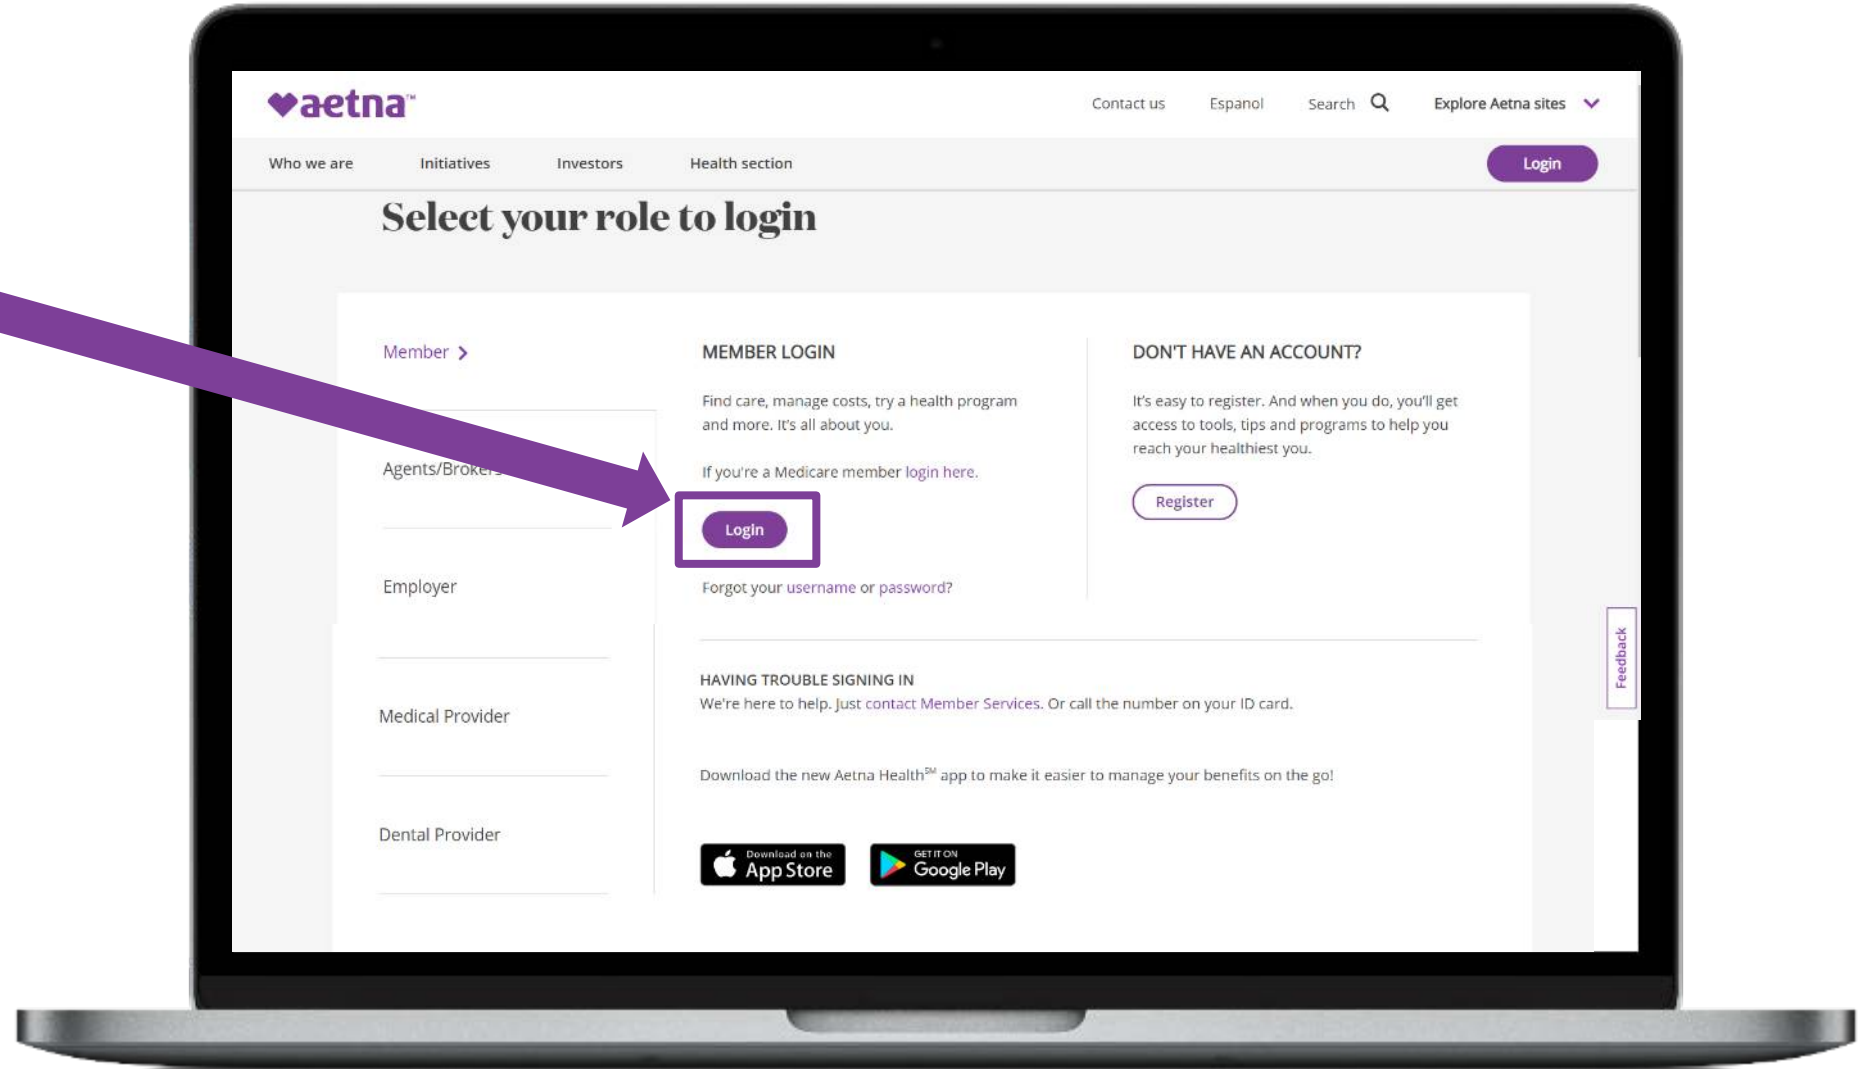 aetna™
Contact us Espanol Search Explore Aetna sites
Who we are Initiatives Investors Health section Login
Select your role to login
Member
Agents/Brokers
Employer
Medical Provider
Dental Provider
MEMBER LOGIN
Find care, manage costs, try a health program
and more. It's all about you.
If you're a Medicare member login here.
Login
Forgot your username or password?
DON'T HAVE AN ACCOUNT?
It's easy to register. And when you do, you'll get
access to tools, tips and programs to help you
reach your healthiest you.
Register
HAVING TROUBLE SIGNING IN
We're here to help. Just contact Member Services. Or call the number on your ID card.
Download the new Aetna Health℠ app to make it easier to manage your benefits on the go!
Download on the
App Store
GET IT ON
Google Play
Feedback